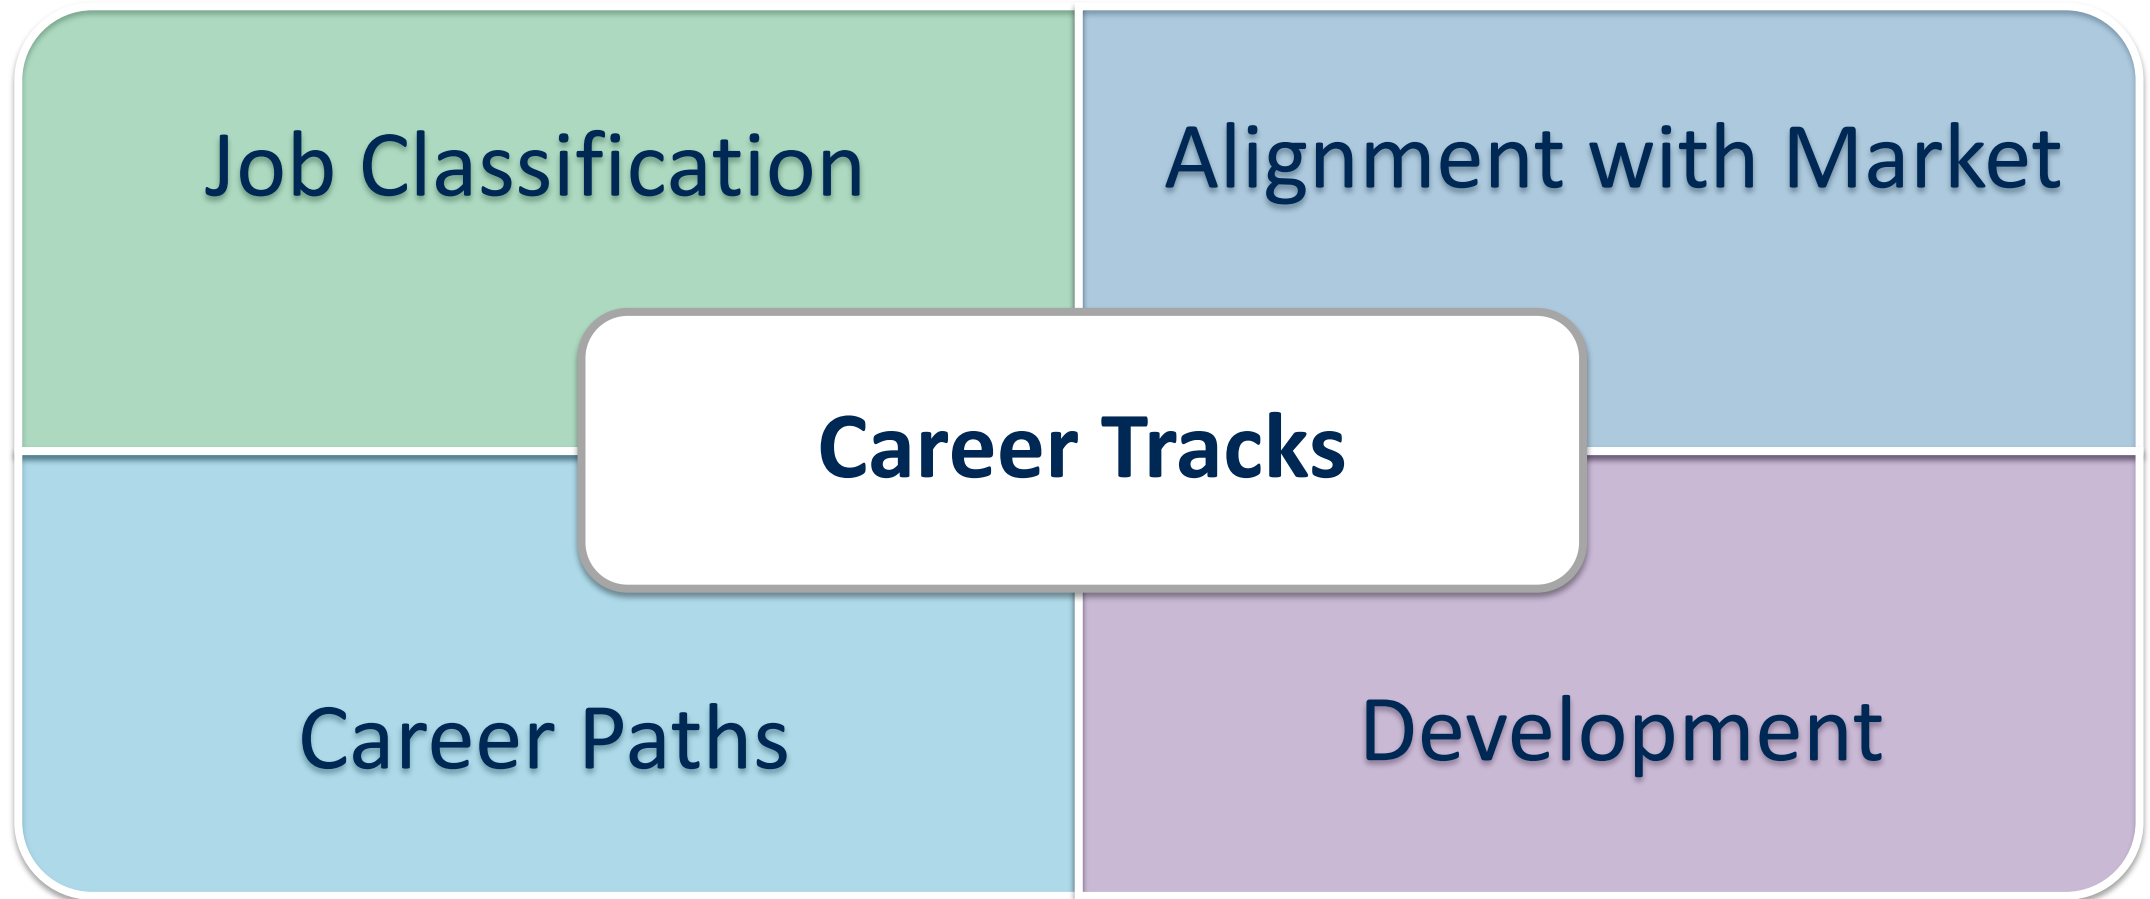 Job Classification
Alignment with Market
Career Tracks
Career Paths
Development